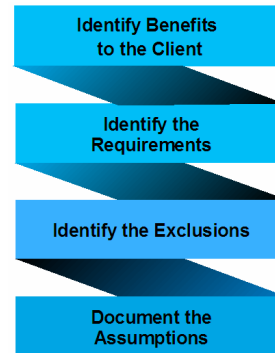 Identify Benefits
to the Client
Identify the
Requirements
Identify the Exclusions
Document the
Assumptions